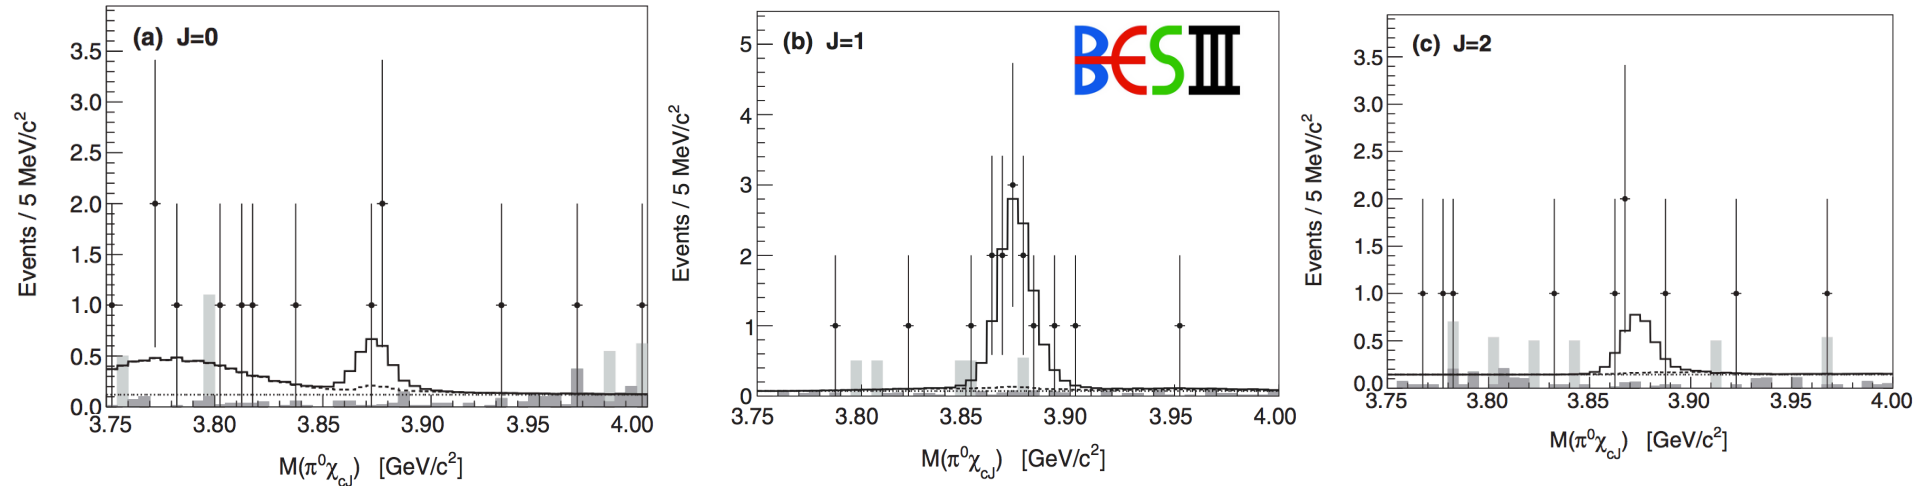 (a) J=0
Events / 5 MeV/c²
3.5
3.0
2.5
2.0
1.5
1.0
0.5
0.0
3.75 3.80 3.85 3.90 3.95 4.00
M(π⁰χcJ) [GeV/c²]
(b) J=1
BESIII
Events / 5 MeV/c²
5
4
3
2
1
0
3.75 3.80 3.85 3.90 3.95 4.00
M(π⁰χcJ) [GeV/c²]
(c) J=2
Events / 5 MeV/c²
3.5
3.0
2.5
2.0
1.5
1.0
0.5
0.0
3.75 3.80 3.85 3.90 3.95 4.00
M(π⁰χcJ) [GeV/c²]